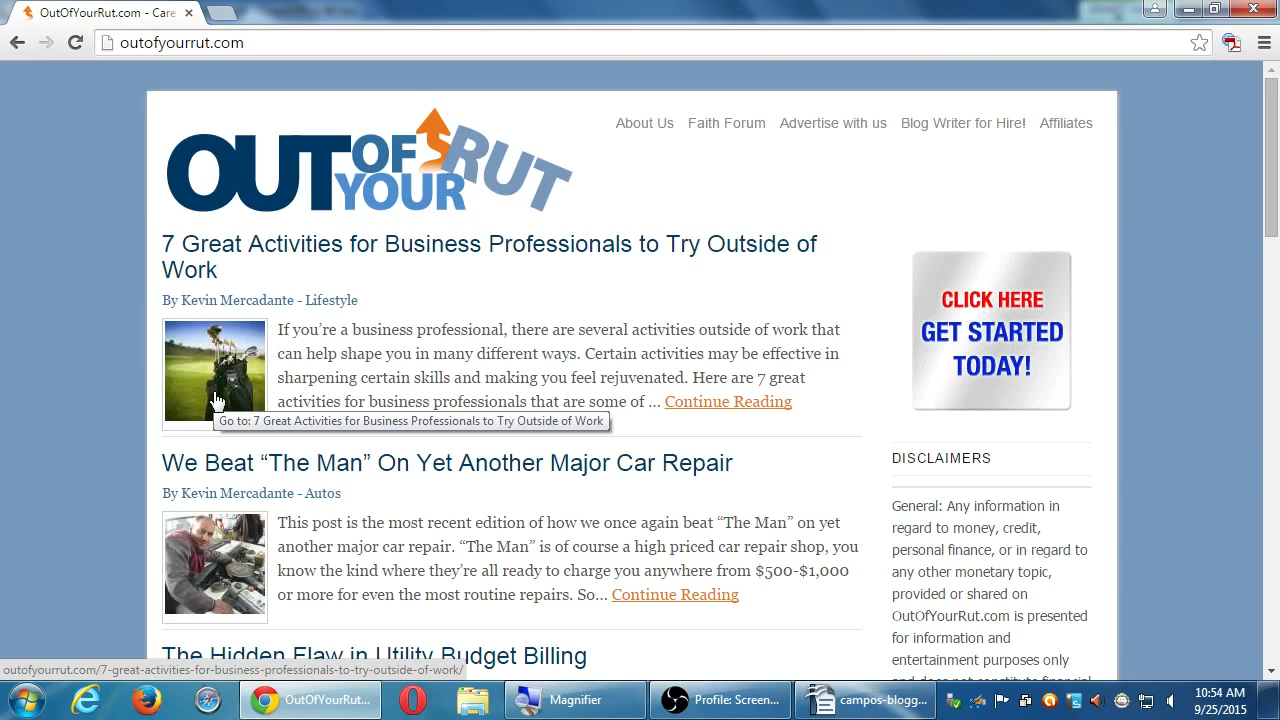 OutOfYourRut.com - Care
outofyourrut.com
OUT OF YOUR RUT
About Us Faith Forum Advertise with us Blog Writer for Hire! Affiliates
7 Great Activities for Business Professionals to Try Outside of
Work
By Kevin Mercadante - Lifestyle
If you're a business professional, there are several activities outside of work that
can help shape you in many different ways. Certain activities may be effective in
sharpening certain skills and making you feel rejuvenated. Here are 7 great
activities for business professionals that are some of ... Continue Reading
Go to: 7 Great Activities for Business Professionals to Try Outside of Work
We Beat “The Man” On Yet Another Major Car Repair
By Kevin Mercadante - Autos
This post is the most recent edition of how we once again beat “The Man” on yet
another major car repair. “The Man” is of course a high priced car repair shop, you
know the kind where they're all ready to charge you anywhere from $500-$1,000
or more for even the most routine repairs. So... Continue Reading
The Hidden Flaw in Utility Budget Billing
CLICK HERE
GET STARTED
TODAY!
DISCLAIMERS
General: Any information in
regard to money, credit,
personal finance, or in regard to
any other monetary topic,
provided or shared on
OutOfYourRut.com is presented
for information and
entertainment purposes only
outofyourrut.com/7-great-activities-for-business-professionals-to-try-outside-of-work/
OutOfYourRut...
Magnifier
Profile: Screen...
campos-blogg...
10:54 AM
9/25/2015